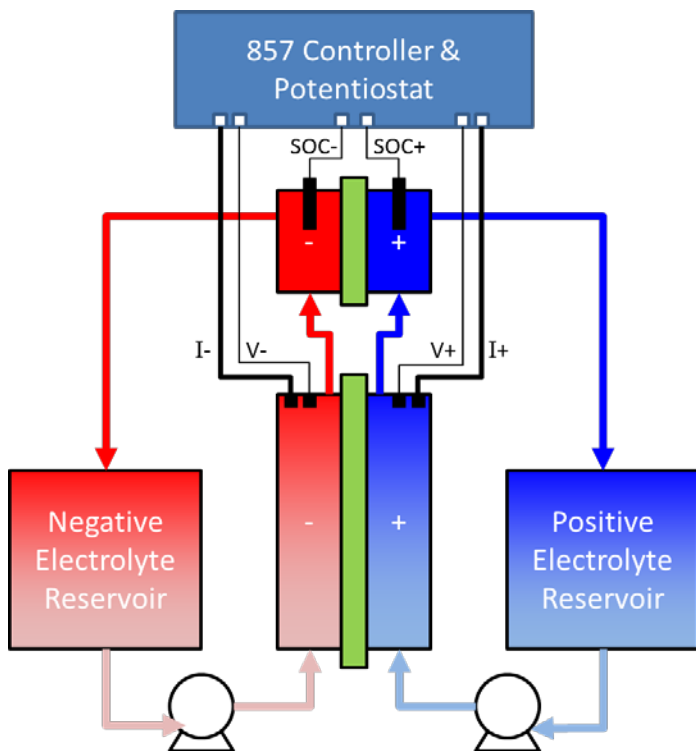 857 Controller &
Potentiostat
SOC- SOC+
- +
I- V- V+ I+
- +
Negative
Electrolyte
Reservoir
Positive
Electrolyte
Reservoir